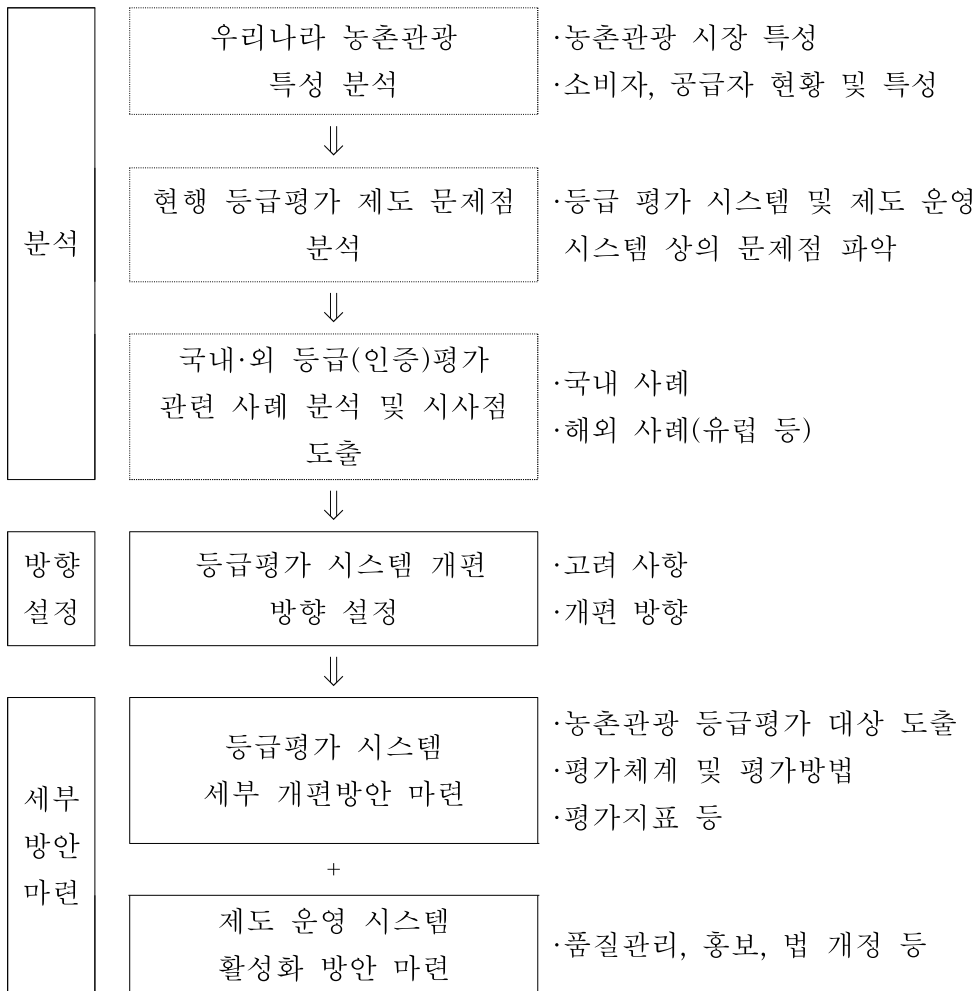 분석
우리나라 농촌관광
특성 분석
·농촌관광 시장 특성
·소비자, 공급자 현황 및 특성
⇓
현행 등급평가 제도 문제점
분석
·등급 평가 시스템 및 제도 운영
시스템 상의 문제점 파악
⇓
국내·외 등급(인증)평가
관련 사례 분석 및 시사점
도출
·국내 사례
·해외 사례(유럽 등)
⇓
방향
설정
등급평가 시스템 개편
방향 설정
·고려 사항
·개편 방향
⇓
세부
방안
마련
등급평가 시스템
세부 개편방안 마련
·농촌관광 등급평가 대상 도출
·평가체계 및 평가방법
·평가지표 등
+
제도 운영 시스템
활성화 방안 마련
·품질관리, 홍보, 법 개정 등